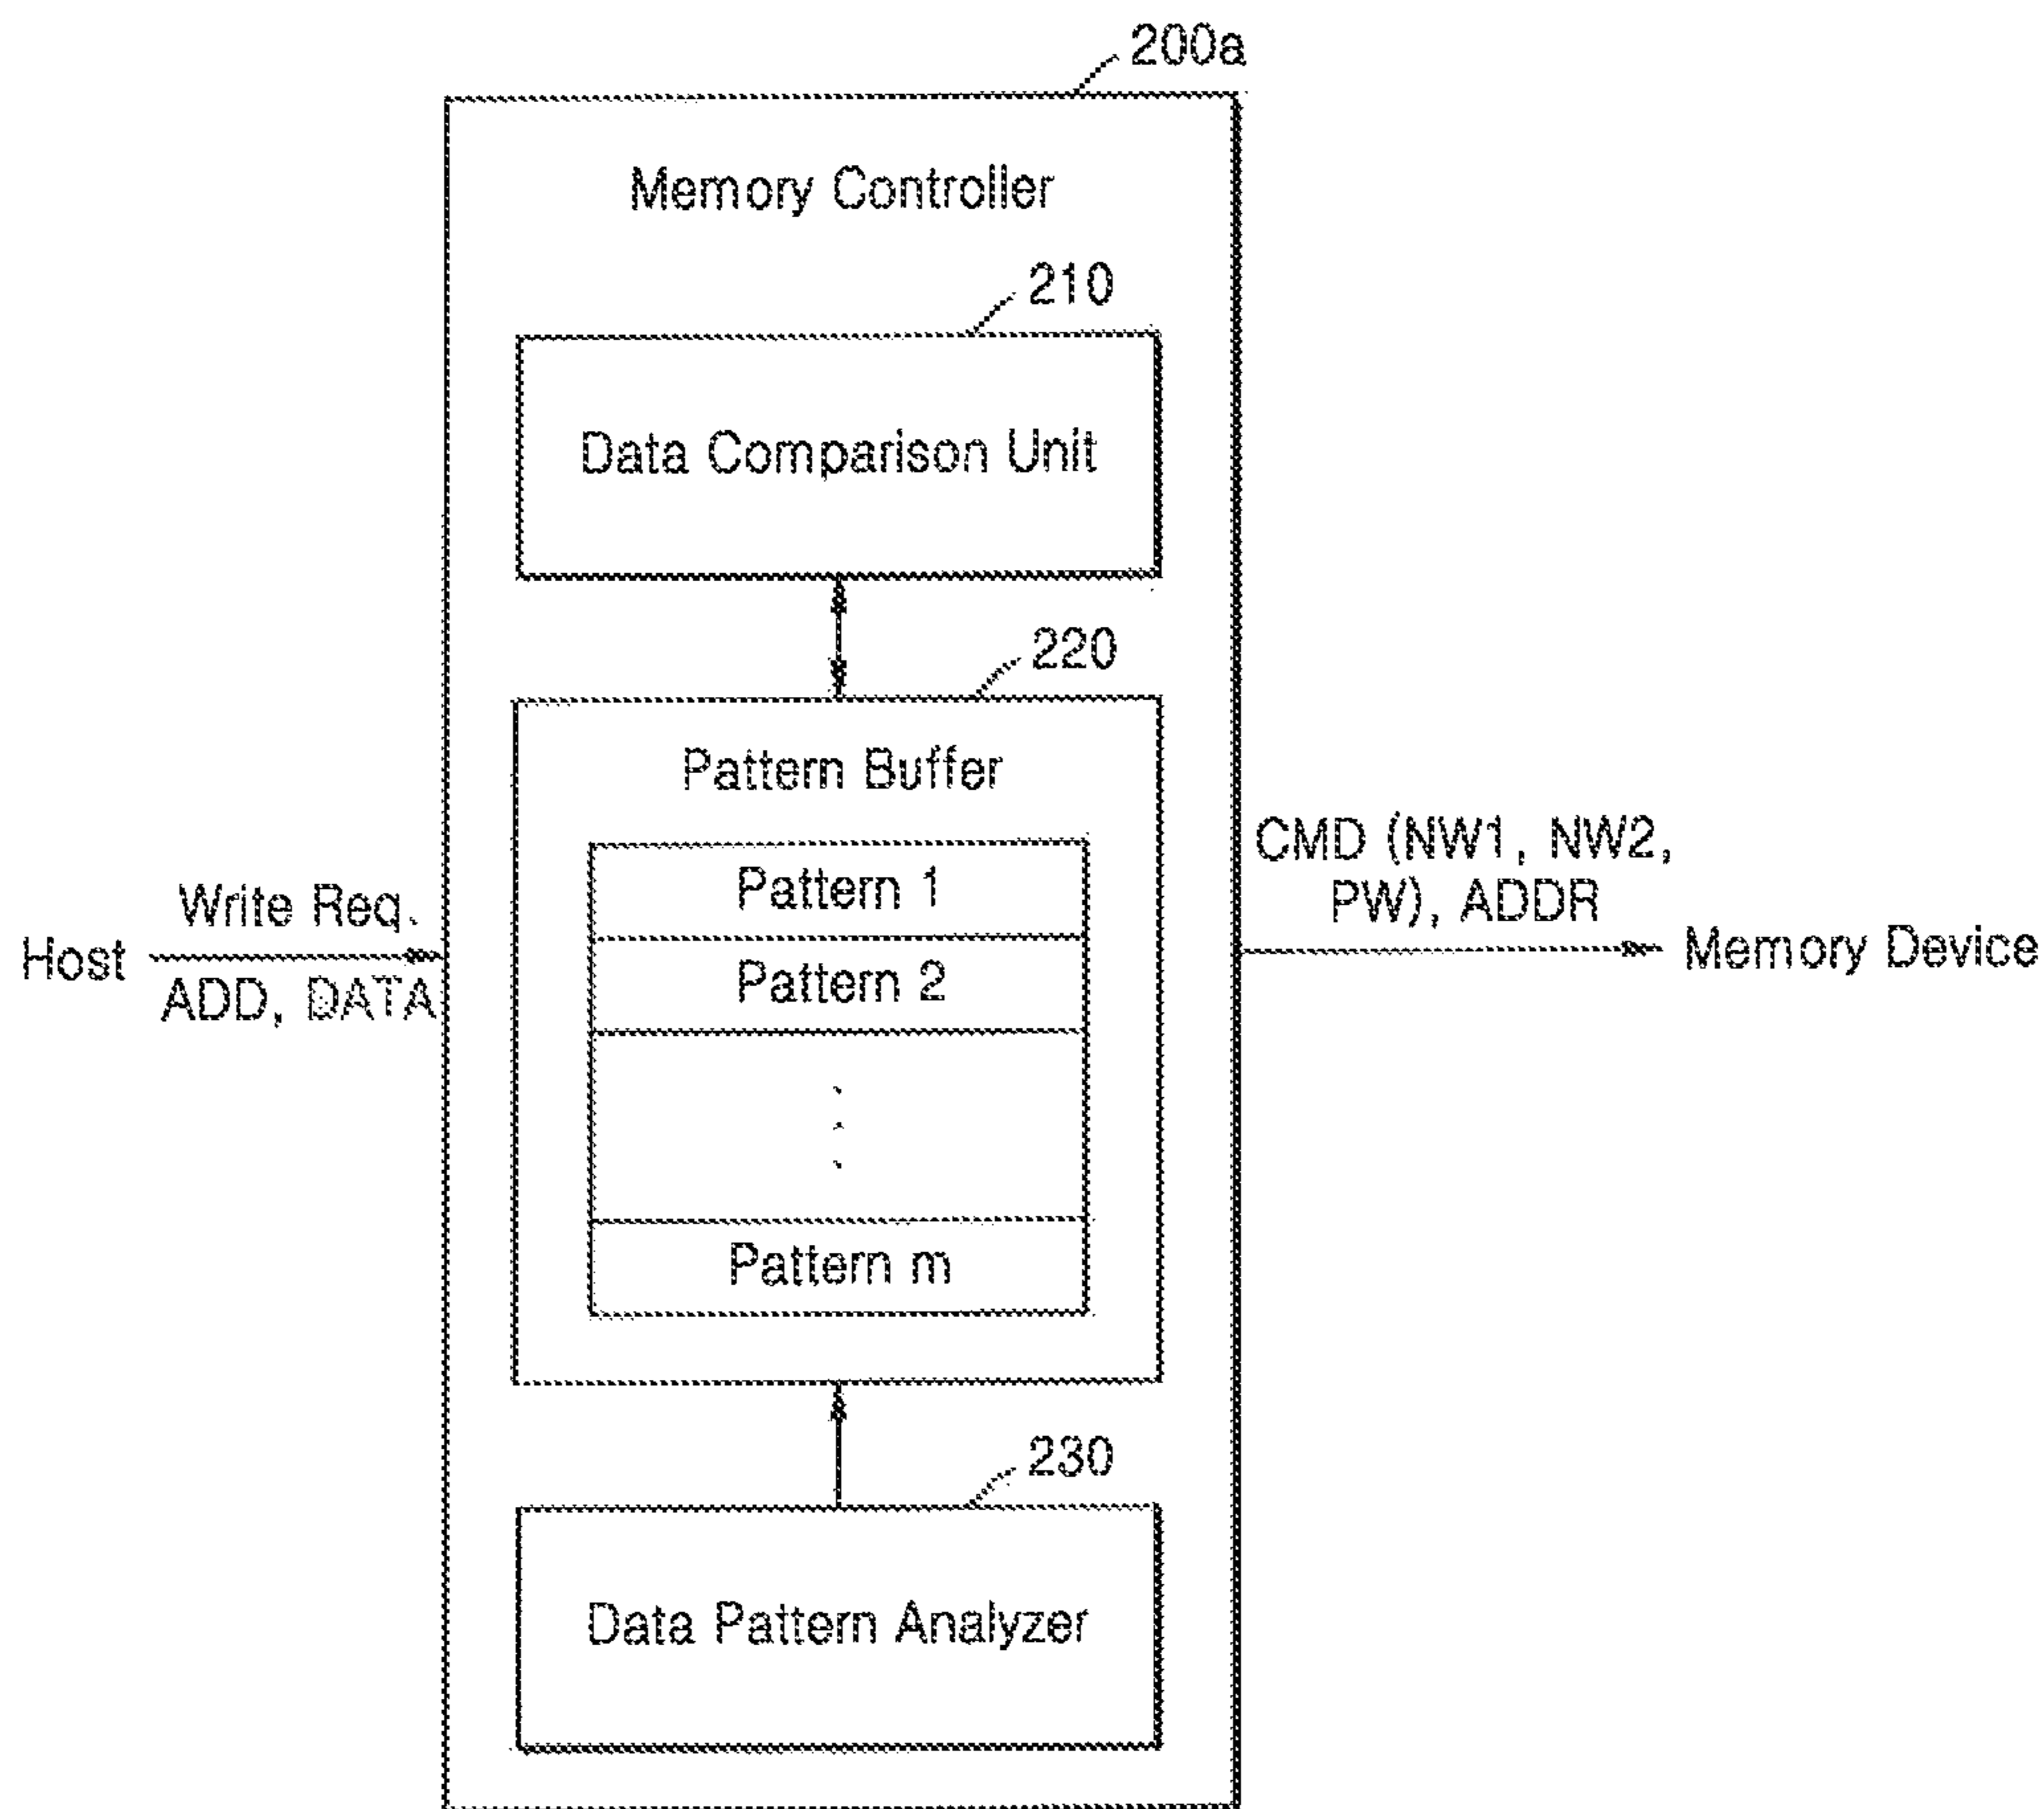 200a
Memory Controller
210
Data Comparison Unit
220
Pattern Buffer
Pattern 1
Pattern 2
Pattern m
230
Data Pattern Analyzer
Host
Write Req.
ADD, DATA
CMD (NW1, NW2,
PW), ADDR
Memory Device